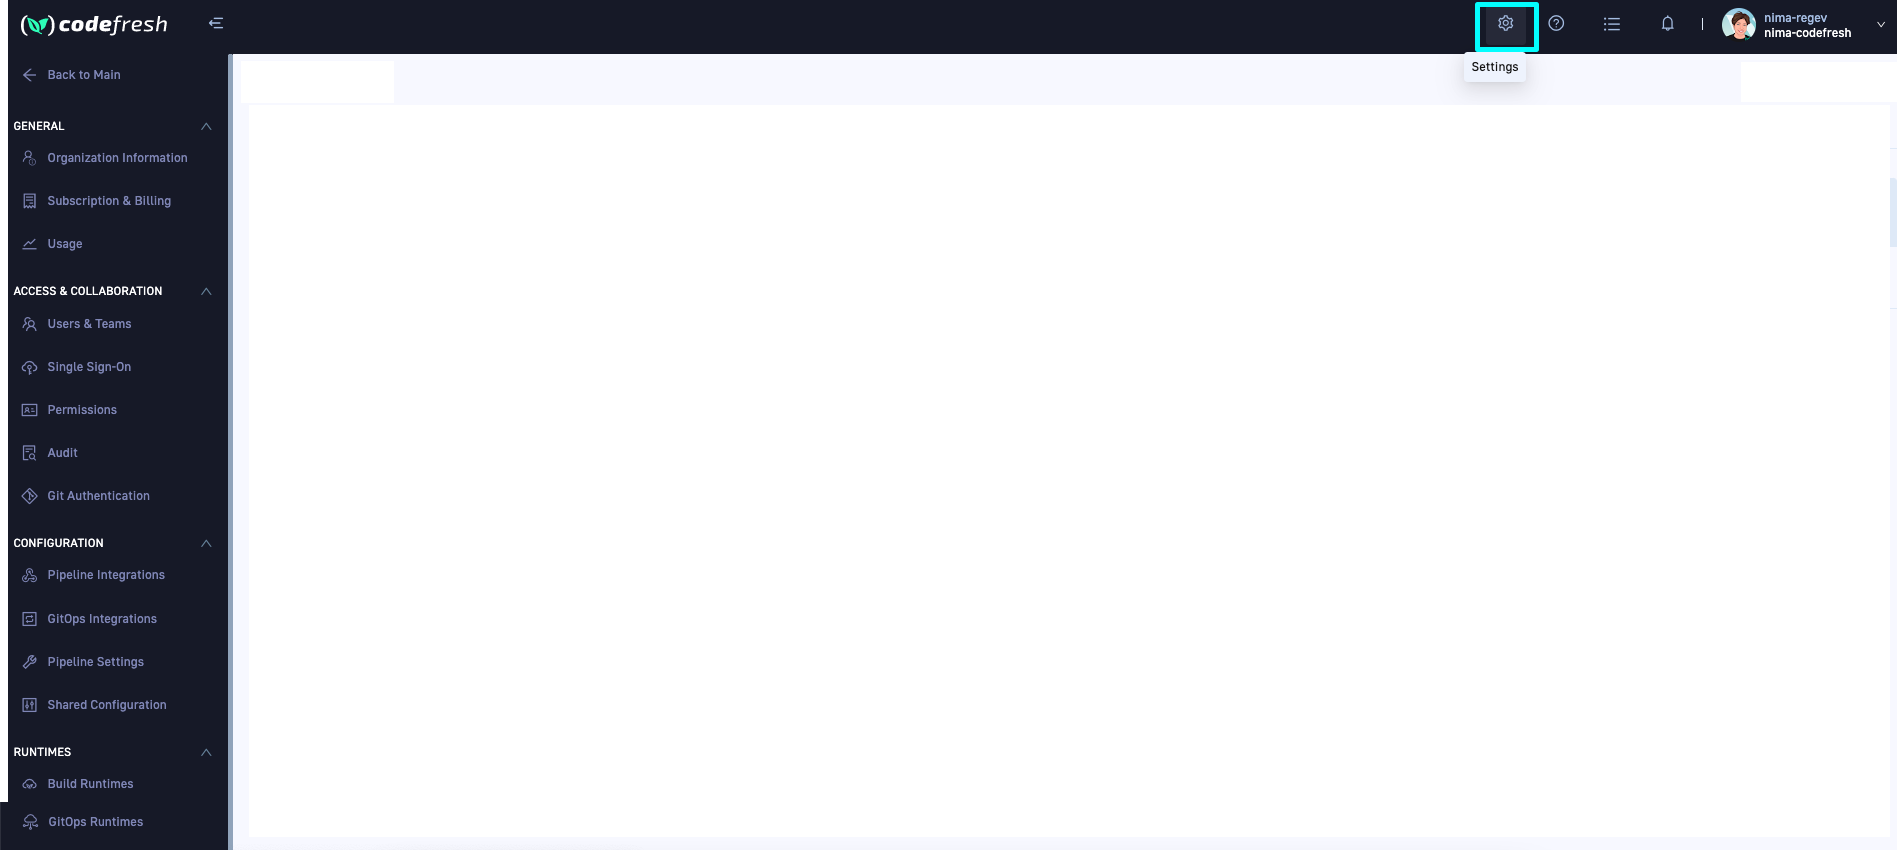 codefresh
nima-regev
nima-codefresh
Settings
Back to Main
GENERAL
Organization Information
Subscription & Billing
Usage
ACCESS & COLLABORATION
Users & Teams
Single Sign-On
Permissions
Audit
Git Authentication
CONFIGURATION
Pipeline Integrations
GitOps Integrations
Pipeline Settings
Shared Configuration
RUNTIMES
Build Runtimes
GitOps Runtimes